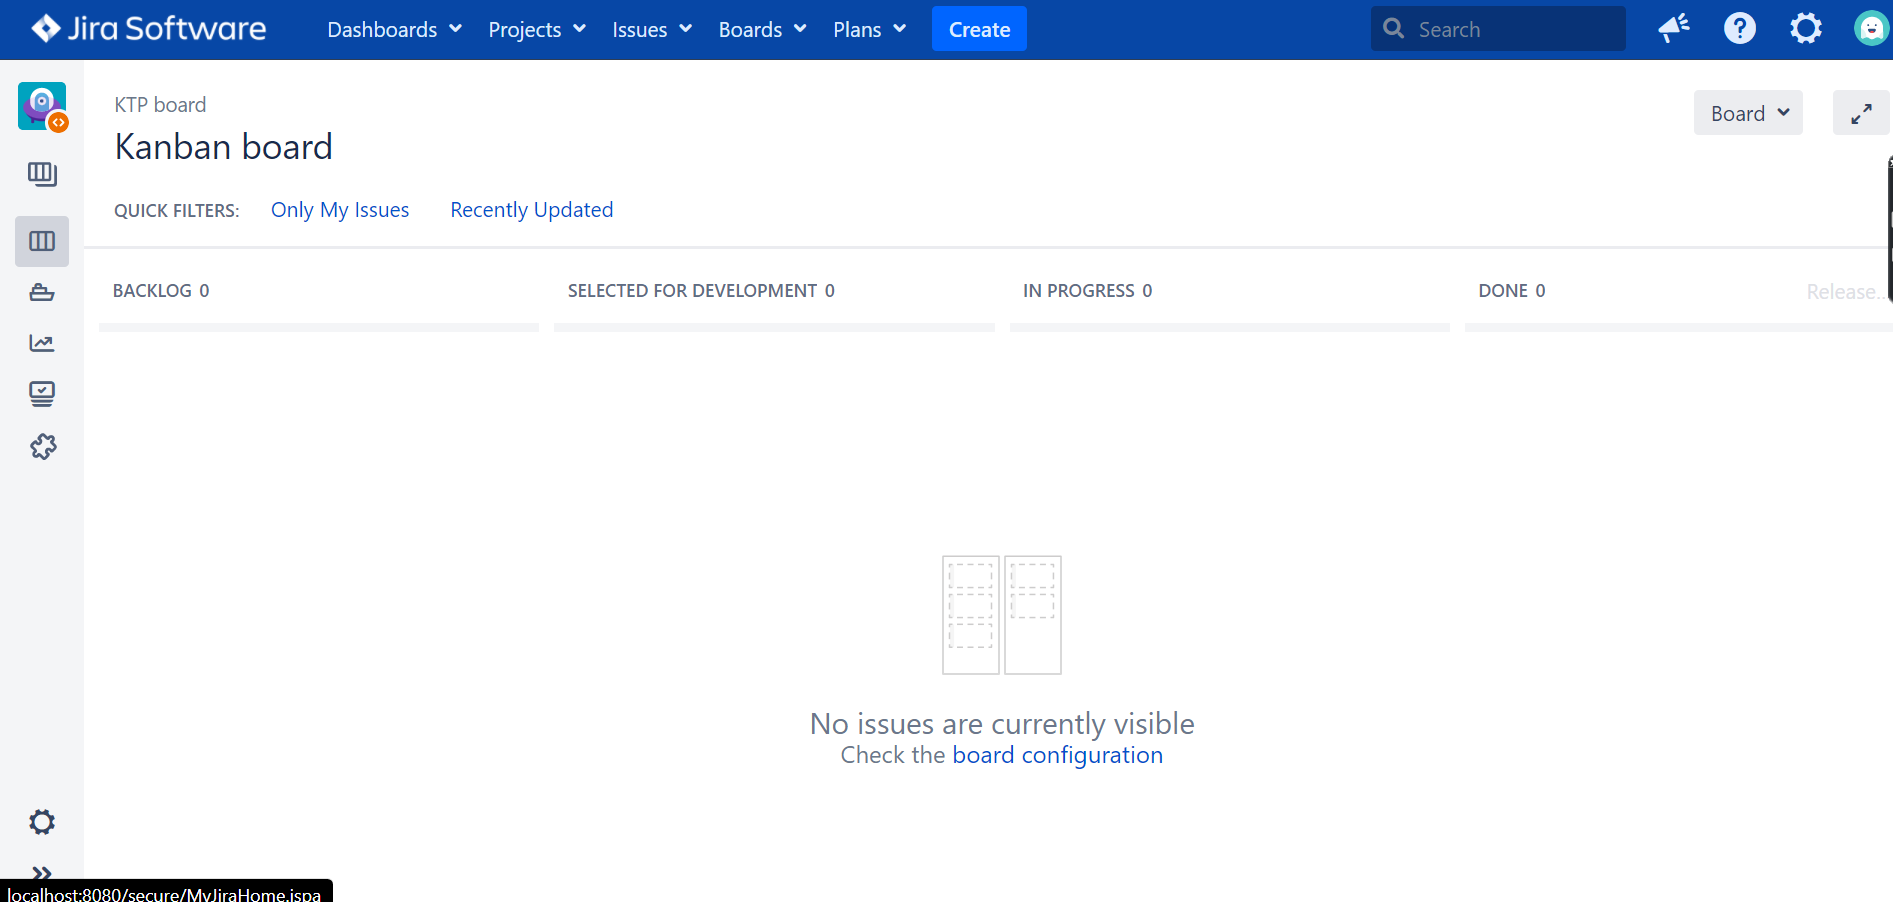 Jira Software Dashboards Projects Issues Boards Plans Create Search
KTP board
Kanban board
Board
QUICK FILTERS: Only My Issues Recently Updated
BACKLOG 0 SELECTED FOR DEVELOPMENT 0 IN PROGRESS 0 DONE 0 Release...
No issues are currently visible
Check the board configuration
localhost:8080/secure/MyJiraHome.jspa